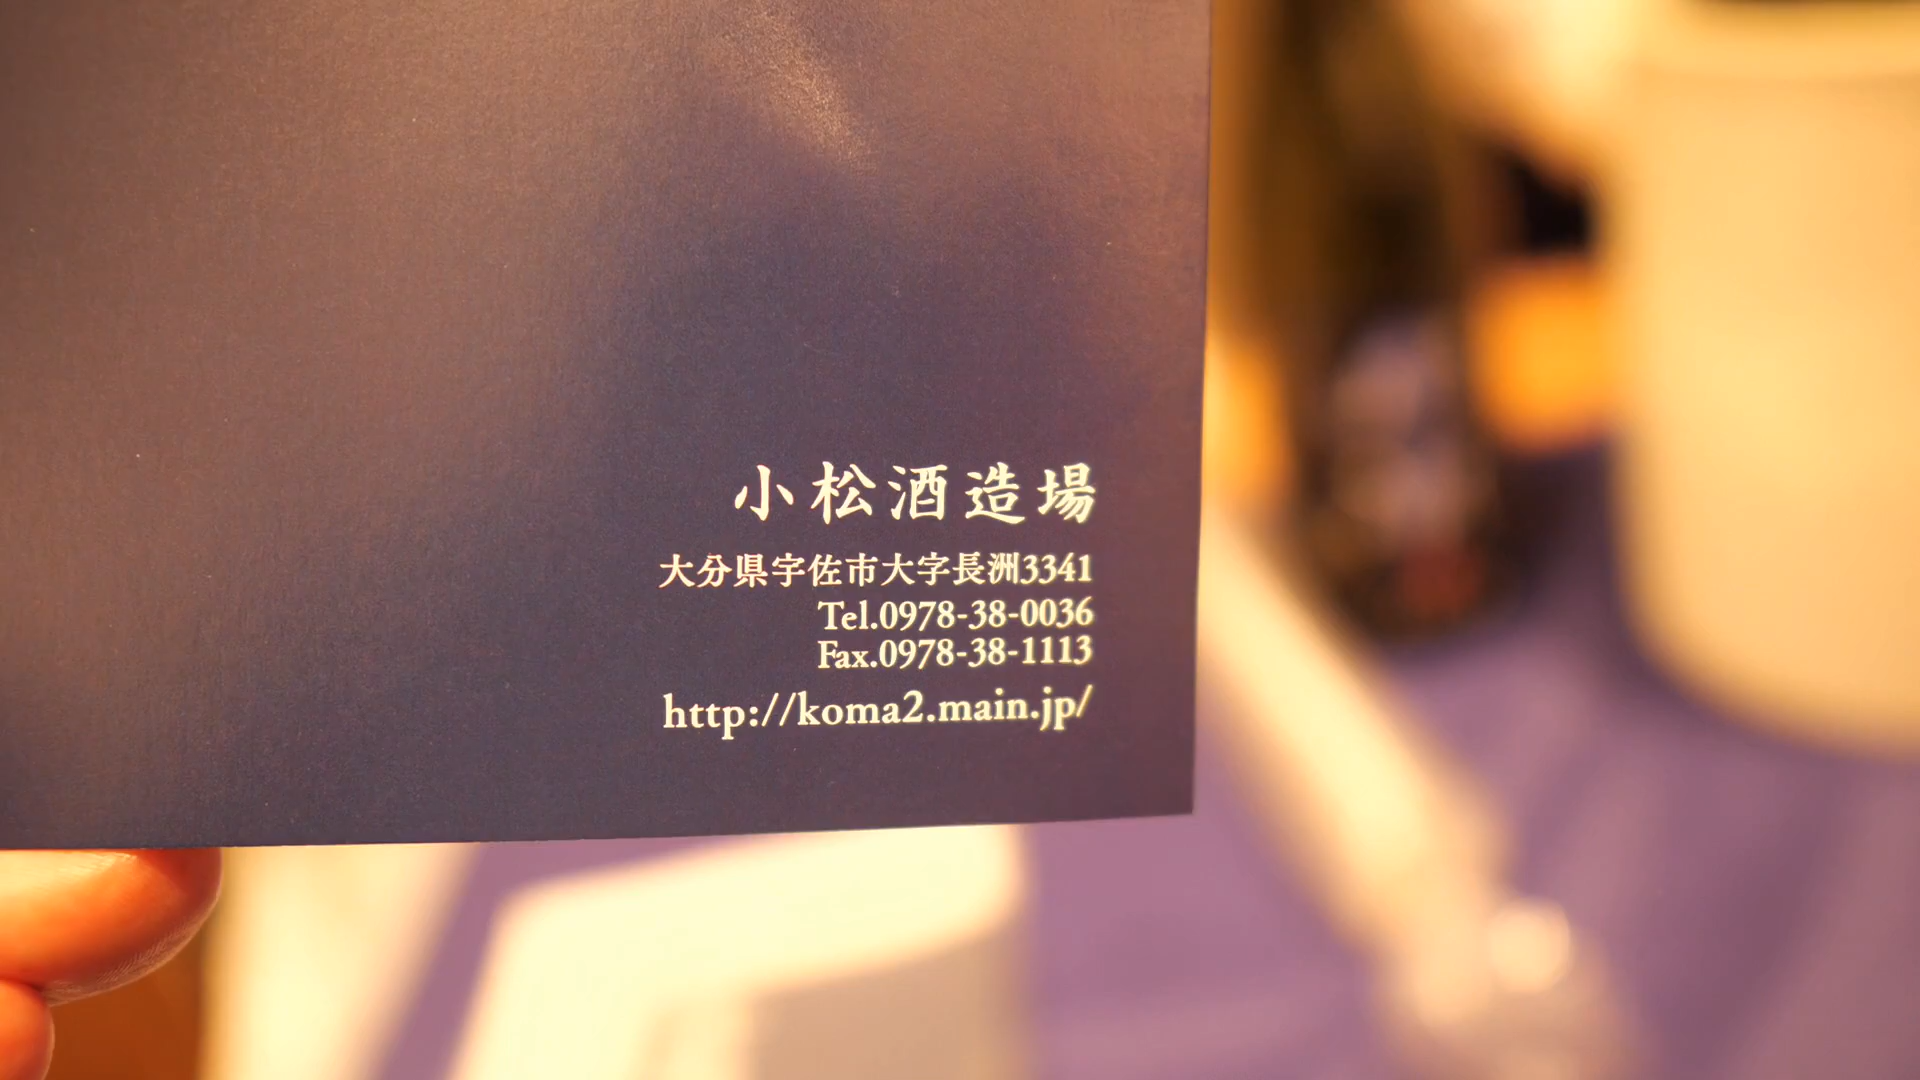 小松酒造場
大分県宇佐市大字長洲3341
Tel.0978-38-0036
Fax.0978-38-1113
http://koma2.main.jp/